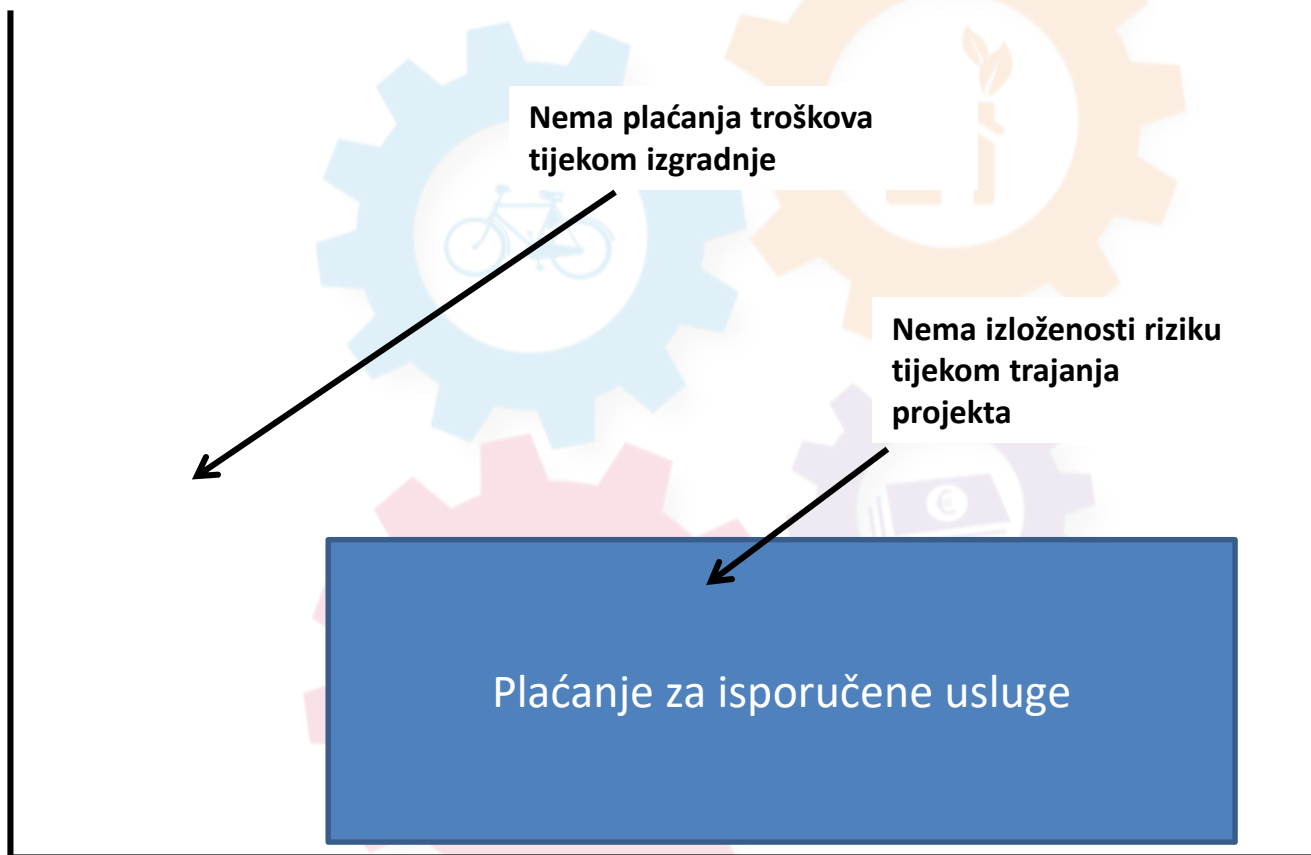 Nema plaćanja troškova
tijekom izgradnje
Nema izloženosti riziku
tijekom trajanja
projekta
€
Plaćanje za isporučene usluge